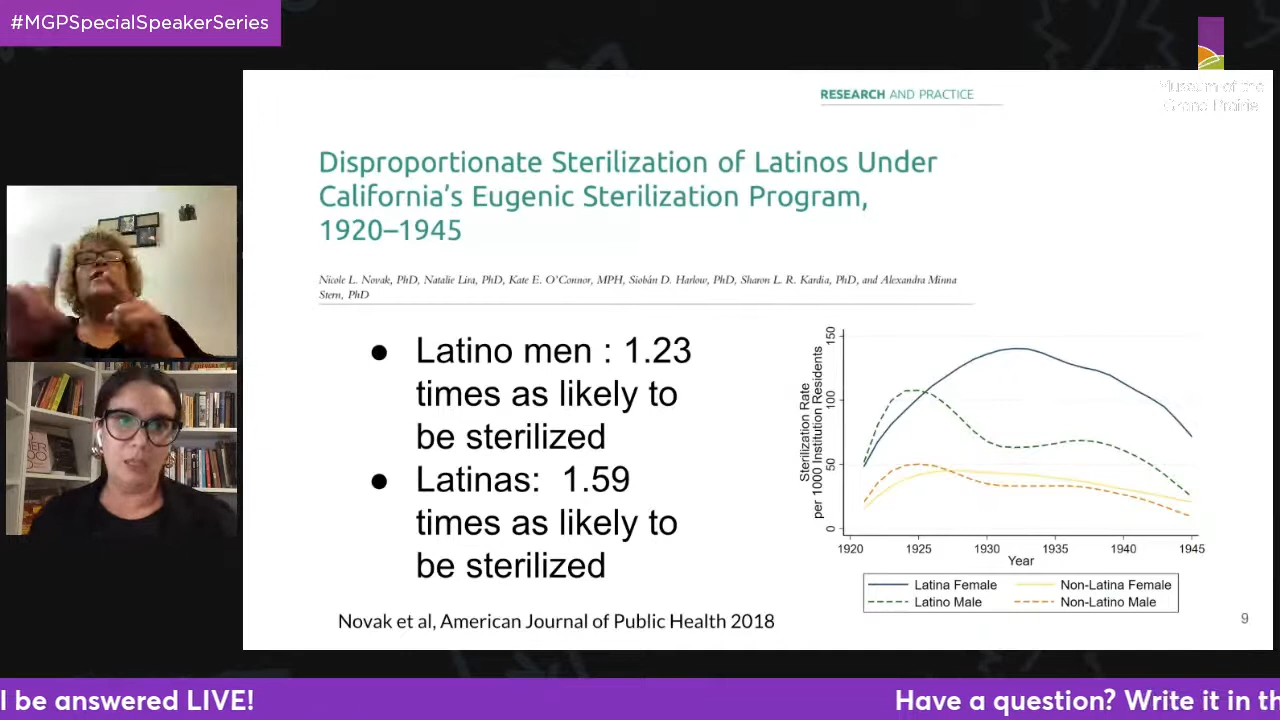 #MGPSpecialSpeakerSeries
Museum of the
Grand Prairie
RESEARCH AND PRACTICE
Disproportionate Sterilization of Latinos Under
California's Eugenic Sterilization Program,
1920–1945
Nicole L. Novak, PhD, Natalie Lira, PhD, Kate E. O'Connor, MPH, Siobán D. Harlow, PhD, Sharon L. R. Kardia, PhD, and Alexandra Minna
Stern, PhD
● Latino men : 1.23
times as likely to
be sterilized
● Latinas: 1.59
times as likely to
be sterilized
Sterilization Rate
per 1000 Institution Residents
150
100
50
0
1920 1925 1930 1935 1940 1945
Year
Latina Female Non-Latina Female
Latino Male Non-Latino Male
Novak et al, American Journal of Public Health 2018
9
l be answered LIVE! Have a question? Write it in th